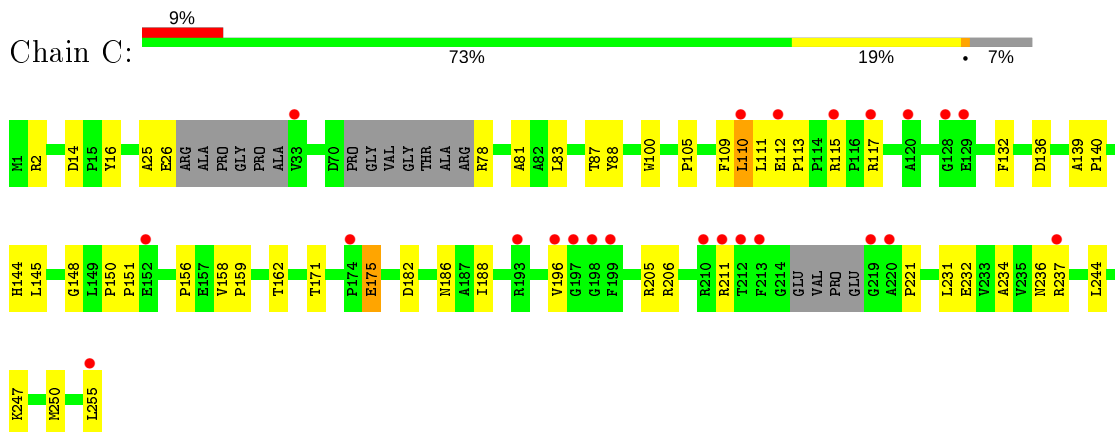 9%
Chain C:
73% 19% • 7%
M1 R2 D14 P15 Y16 A25 E26 ARG ALA PRO GLY PRO ALA V33 D70 PRO GLY VAL GLY THR ALA ARG R78 A81 A82 L83 T87 Y88 W100 P105 F109 L110 L111 E112 P113 P114 R115 P116 R117 A120 G128 E129 F132 D136 A139 P140
H144 L145 G148 L149 P150 P151 E152 P156 E157 V158 P159 T162 T171 P174 E175 D182 N186 A187 I188 R193 V196 G197 G198 F199 R205 R206 R210 R211 T212 F213 G214 GLU VAL PRO GLU G219 A220 P221 L231 E232 V233 A234 V235 N236 R237 L244
K247 M250 L255